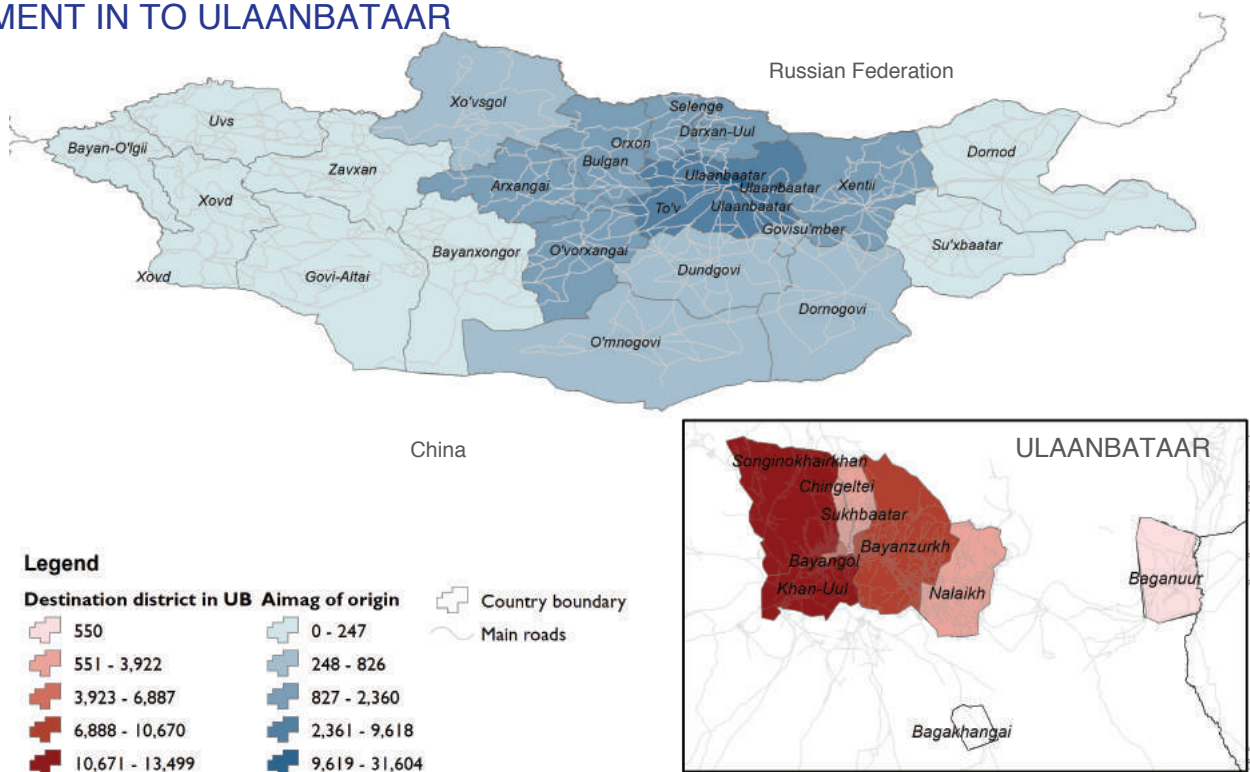 MENT IN TO ULAANBATAAR
Russian Federation
Xo'vsgol
Selenge
Uvs
Darxan-Uul
Orxon
Bayan-O'lgii
Dornod
Bulgan
Zavxan
Ulaanbaatar
Arxangai
Ulaanbaatar
Xentii
Xovd
To'v
Ulaanbaatar
Govisu'mber
Su'xbaatar
O'vorxangai
Bayanxongor
Dundgovi
Xovd
Govi-Altai
Dornogovi
O'mnogovi
China
ULAANBATAAR
Songinokhairkhan
Chingeltei
Sukhbaatar
Bayanzurkh
Bayangol
Khan-Uul
Nalaikh
Baganuur
Bagakhangai
Legend
Destination district in UB
550
551 - 3,922
3,923 - 6,887
6,888 - 10,670
10,671 - 13,499
Aimag of origin
0 - 247
248 - 826
827 - 2,360
2,361 - 9,618
9,619 - 31,604
Country boundary
Main roads